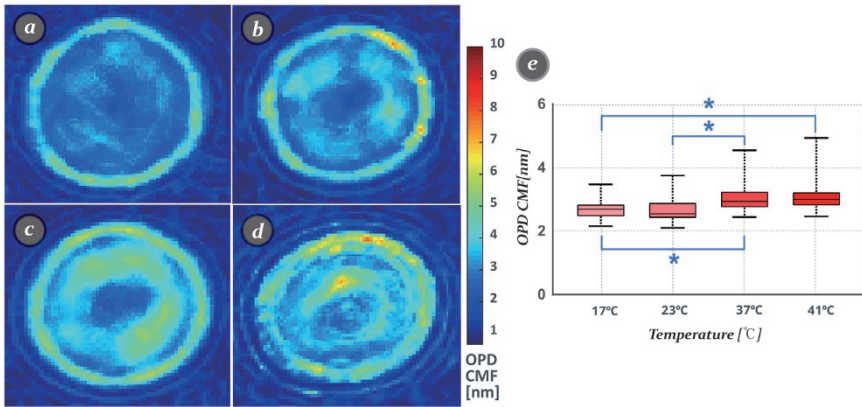 a
b
c
d
10
9
8
7
6
5
4
3
2
1
OPD
CMF
[nm]
e
OPD CMF[nm]
6
4
2
0
*
*
*
17°C
23°C
37°C
41°C
Temperature [℃]